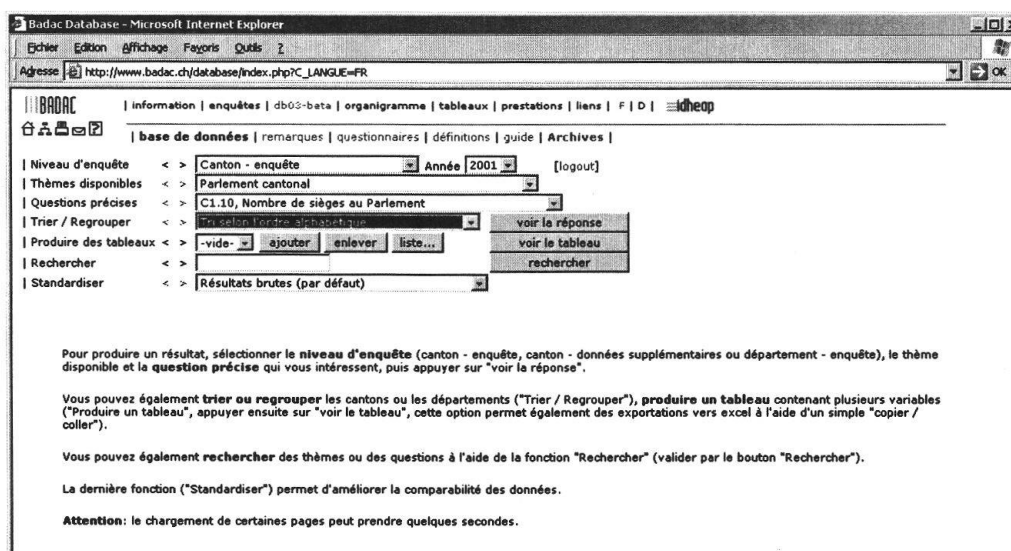 Badac Database - Microsoft Internet Explorer
Fichier Edition Affichage Favoris Outils ?
Adresse http://www.badac.ch/database/index.php?C_LANGUE=FR OK
BADAC | information | enquêtes | db03-beta | organigramme | tableaux | prestations | liens | F | D | idheap
| base de données | remarques | questionnaires | définitions | guide | Archives |
| Niveau d'enquête < > Canton - enquête Année 2001 [logout]
| Thèmes disponibles < > Parlement cantonal
| Questions précises < > C1.10, Nombre de sièges au Parlement
| Trier / Regrouper < > Tri selon l'ordre alphabetique voir la réponse
| Produire des tableaux < > -vide- ajouter enlever liste... voir le tableau
| Rechercher < > rechercher
| Standardiser < > Résultats brutes (par défaut)
Pour produire un résultat, sélectionner le niveau d'enquête (canton - enquête, canton - données supplémentaires ou département - enquête), le thème
disponible et la question précise qui vous intéressent, puis appuyer sur "voir la réponse".
Vous pouvez également trier ou regrouper les cantons ou les départements ("Trier / Regrouper"), produire un tableau contenant plusieurs variables
("Produire un tableau", appuyer ensuite sur "voir le tableau", cette option permet également des exportations vers excel à l'aide d'un simple "copier /
coller").
Vous pouvez également rechercher des thèmes ou des questions à l'aide de la fonction "Rechercher" (valider par le bouton "Rechercher").
La dernière fonction ("Standardiser") permet d'améliorer la comparabilité des données.
Attention: le chargement de certaines pages peut prendre quelques secondes.